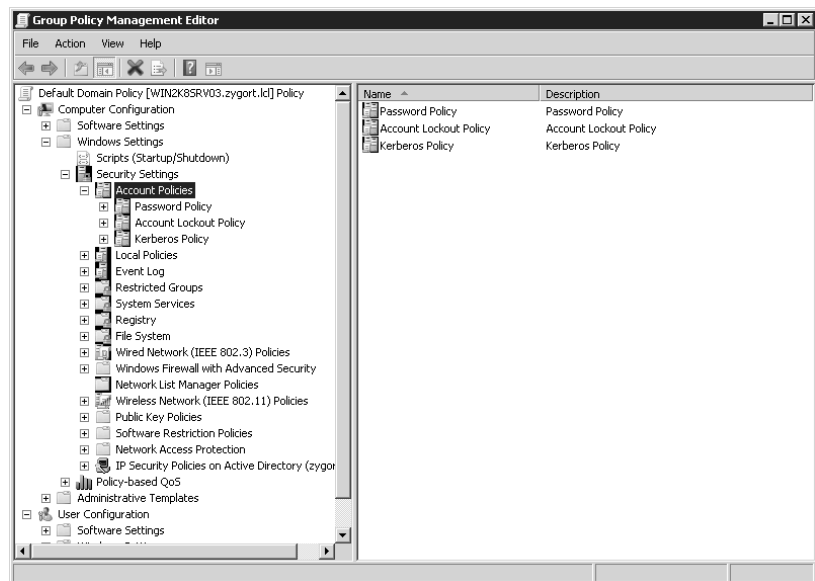 Group Policy Management Editor
File Action View Help
Default Domain Policy [WIN2K8SRV03.zygort.lcl] Policy
Computer Configuration
Software Settings
Windows Settings
Scripts (Startup/Shutdown)
Security Settings
Account Policies
Password Policy
Account Lockout Policy
Kerberos Policy
Local Policies
Event Log
Restricted Groups
System Services
Registry
File System
Wired Network (IEEE 802.3) Policies
Windows Firewall with Advanced Security
Network List Manager Policies
Wireless Network (IEEE 802.11) Policies
Public Key Policies
Software Restriction Policies
Network Access Protection
IP Security Policies on Active Directory (zygor
Policy-based QoS
Administrative Templates
User Configuration
Software Settings
Name Description
Password Policy Password Policy
Account Lockout Policy Account Lockout Policy
Kerberos Policy Kerberos Policy